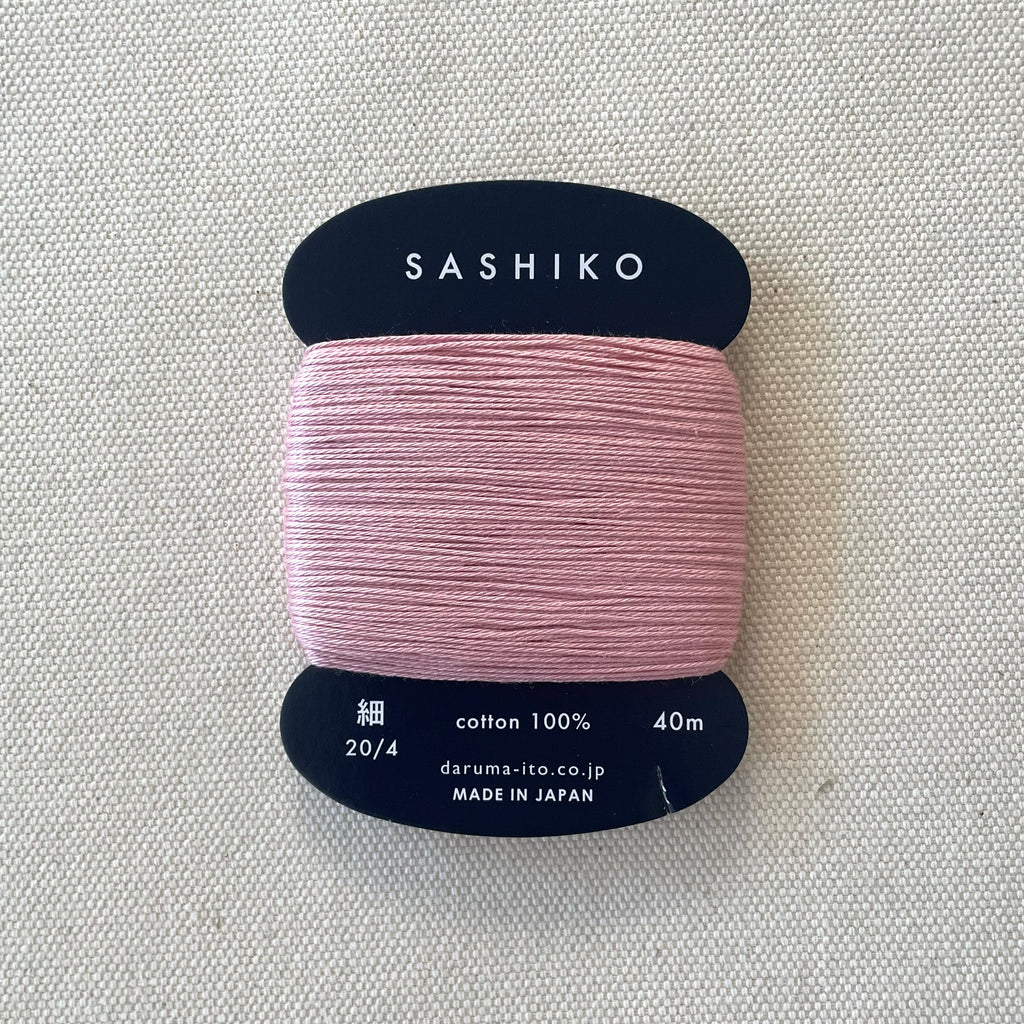 SASHIKO
細 cotton 100% 40m
20/4
daruma-ito.co.jp
MADE IN JAPAN